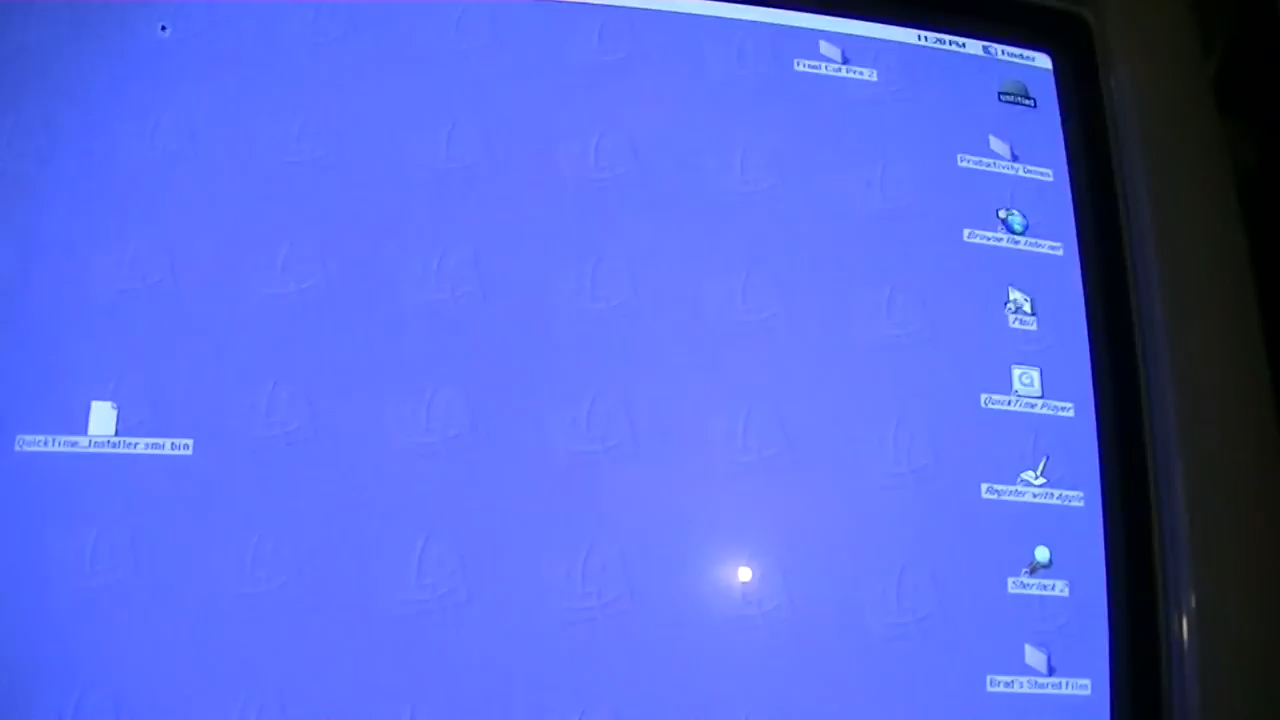 11:20 PM Finder
Final Cut Pro 2
untitled
Productivity Demos
Browse the Internet
Mail
QuickTime Player
QuickTime_Installer.smi.bin
Register with Apple
Sherlock 2
Brad's Shared Files